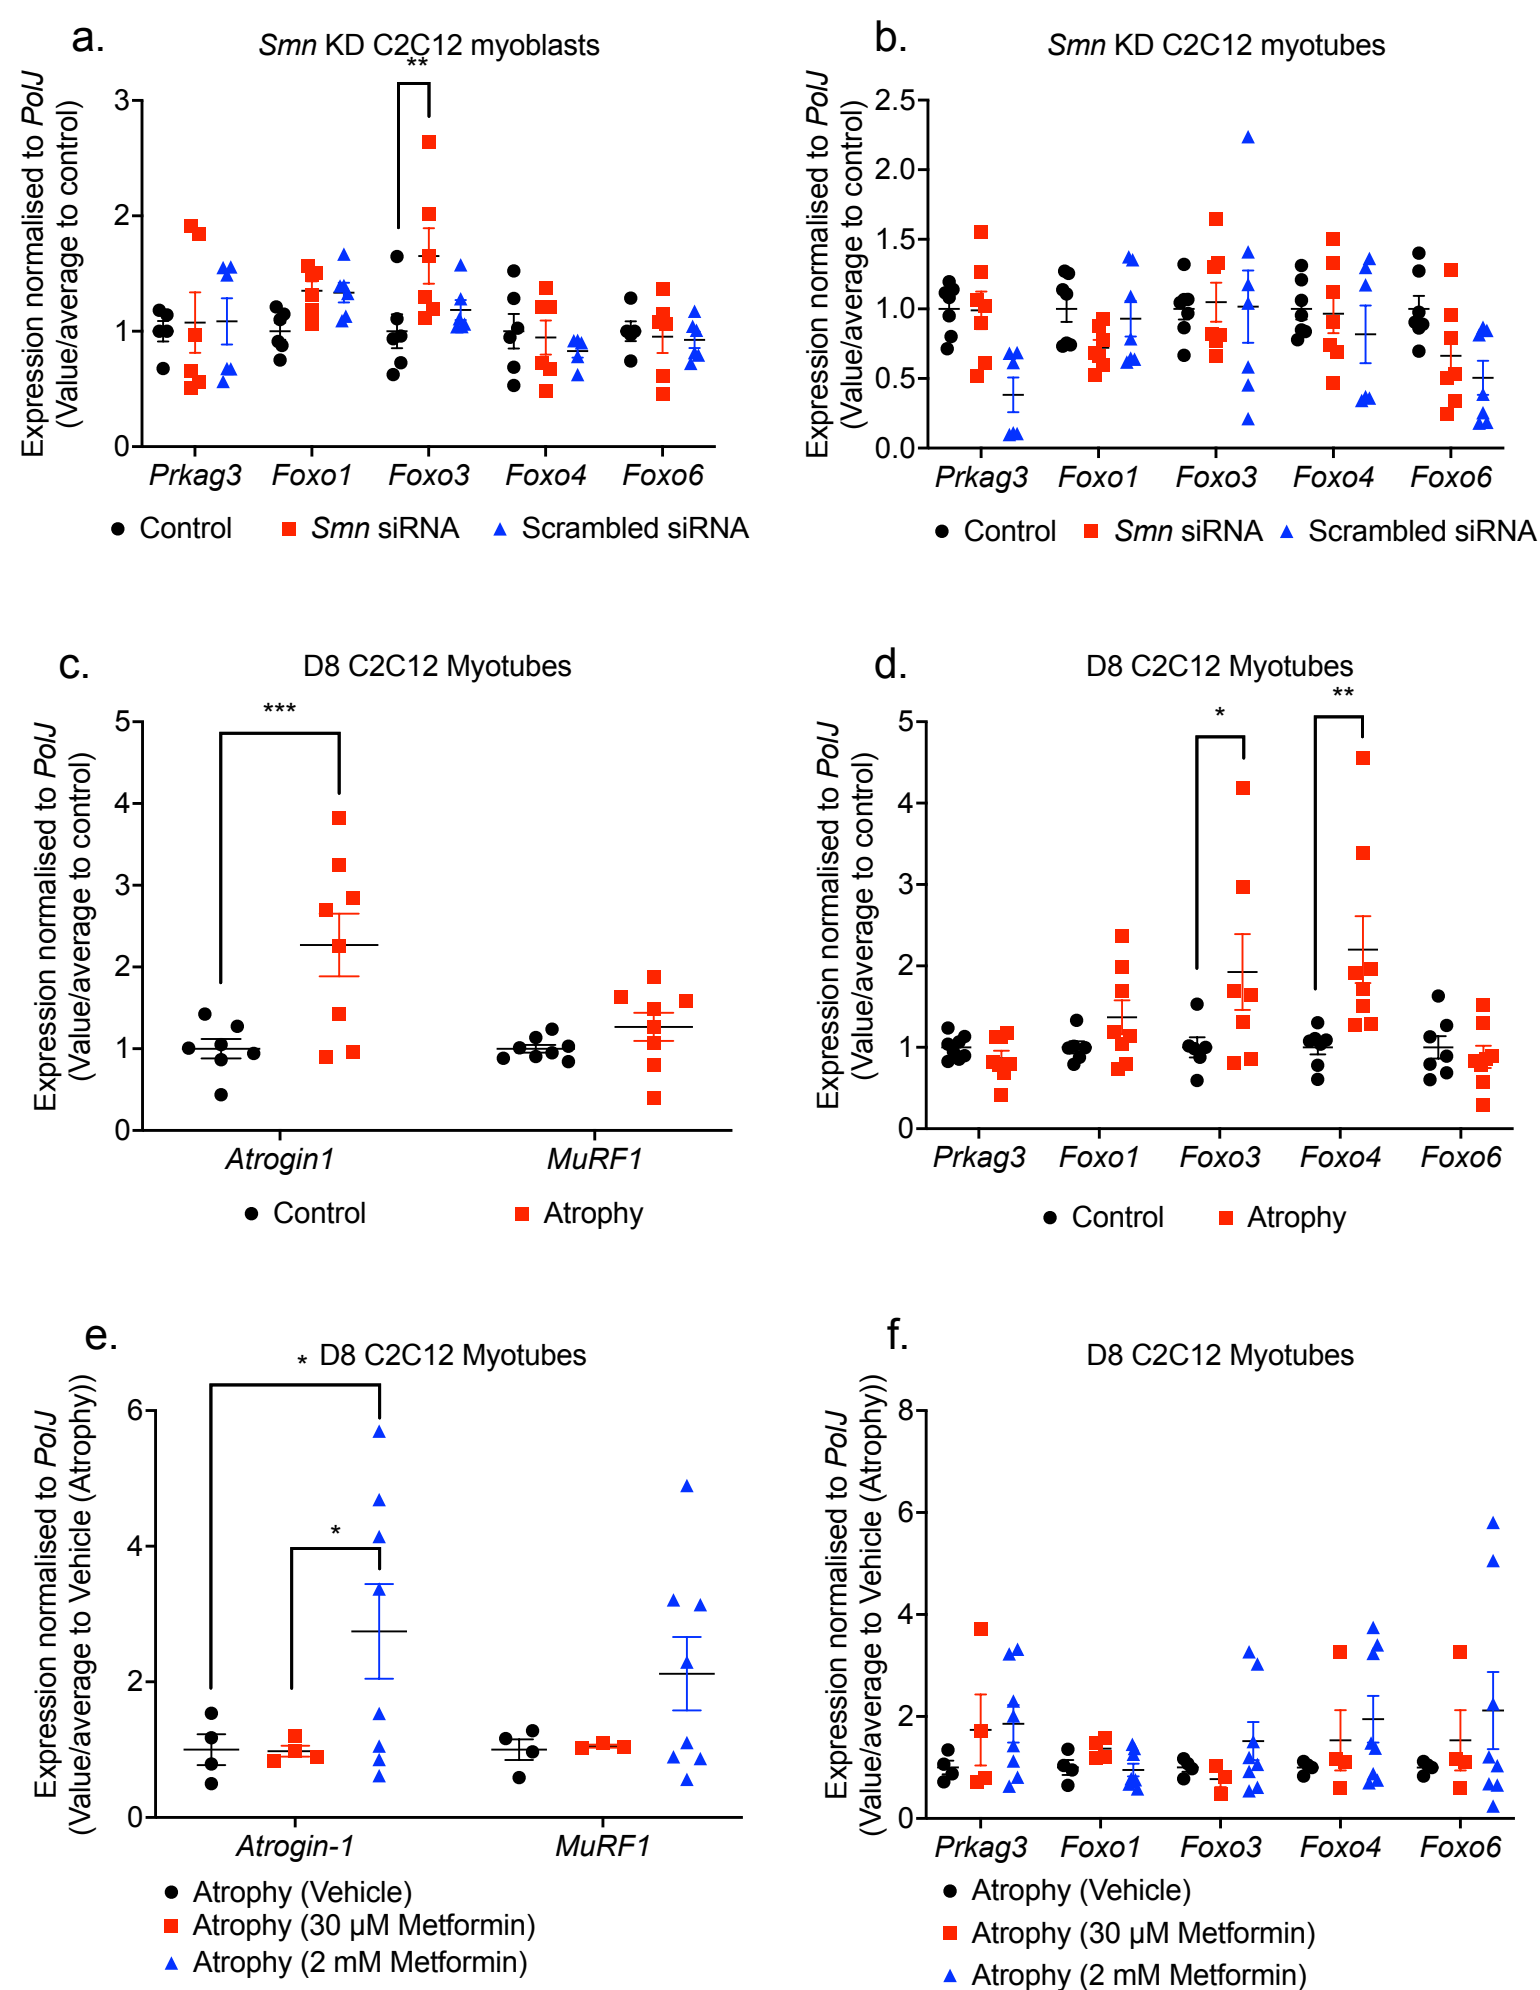 a.
Smn KD C2C12 myoblasts
**
Expression normalised to PolJ
(Value/average to control)
3
2
1
0
Prkag3 Foxo1 Foxo3 Foxo4 Foxo6
Control Smn siRNA Scrambled siRNA
b.
Smn KD C2C12 myotubes
Expression normalised to PolJ
(Value/average to control)
2.5
2.0
1.5
1.0
0.5
0.0
Prkag3 Foxo1 Foxo3 Foxo4 Foxo6
Control Smn siRNA Scrambled siRNA
c.
D8 C2C12 Myotubes
***
Expression normalised to PolJ
(Value/average to control)
5
4
3
2
1
0
Atrogin1 MuRF1
Control Atrophy
d.
D8 C2C12 Myotubes
* **
Expression normalised to PolJ
(Value/average to control)
5
4
3
2
1
0
Prkag3 Foxo1 Foxo3 Foxo4 Foxo6
Control Atrophy
e.
D8 C2C12 Myotubes
*
*
Expression normalised to PolJ
(Value/average to Vehicle (Atrophy))
6
4
2
0
Atrogin-1 MuRF1
Atrophy (Vehicle)
Atrophy (30 µM Metformin)
Atrophy (2 mM Metformin)
f.
D8 C2C12 Myotubes
Expression normalised to PolJ
(Value/average to Vehicle (Atrophy))
8
6
4
2
0
Prkag3 Foxo1 Foxo3 Foxo4 Foxo6
Atrophy (Vehicle)
Atrophy (30 µM Metformin)
Atrophy (2 mM Metformin)